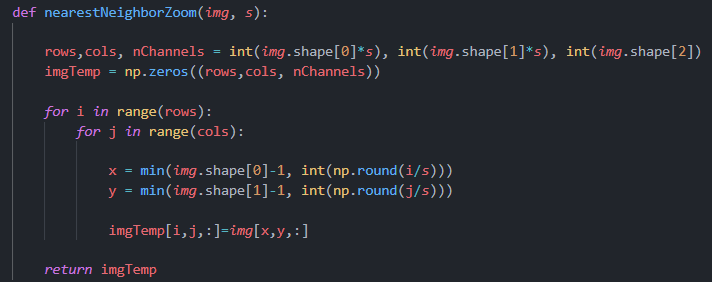 def nearestNeighborZoom(img, s):
    rows,cols, nChannels = int(img.shape[0]*s), int(img.shape[1]*s), int(img.shape[2])
    imgTemp = np.zeros((rows,cols, nChannels))
    for i in range(rows):
        for j in range(cols):
            x = min(img.shape[0]-1, int(np.round(i/s)))
            y = min(img.shape[1]-1, int(np.round(j/s)))
            imgTemp[i,j,:]=img[x,y,:]
    return imgTemp